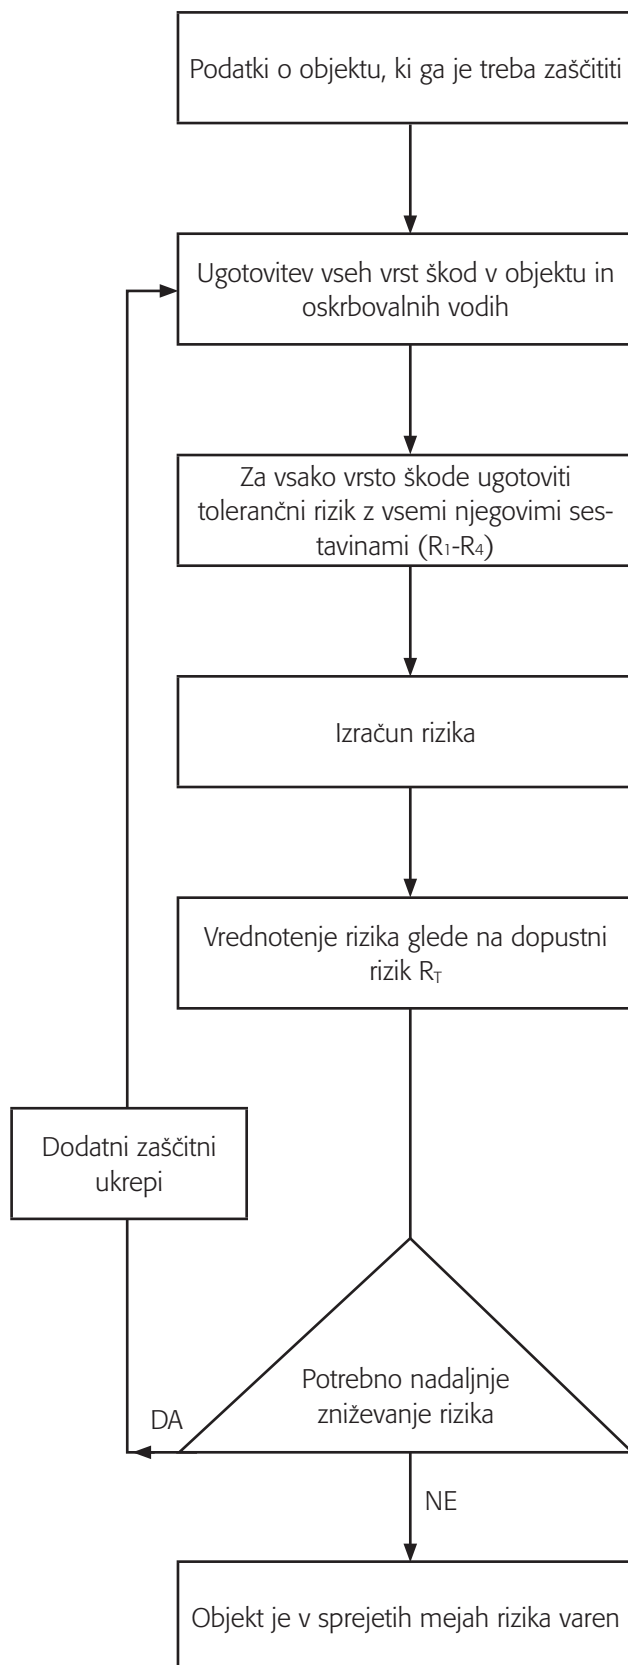 Podatki o objektu, ki ga je treba zaščititi
Ugotovitev vseh vrst škod v objektu in
oskrbovalnih vodih
Za vsako vrsto škode ugotoviti
tolerančni rizik z vsemi njegovimi ses-
tavinami (R₁-R₄)
Izračun rizika
Vrednotenje rizika glede na dopustni
rizik R_T
Dodatni zaščitni
ukrepi
Potrebno nadaljnje
zniževanje rizika
DA
NE
Objekt je v sprejetih mejah rizika varen